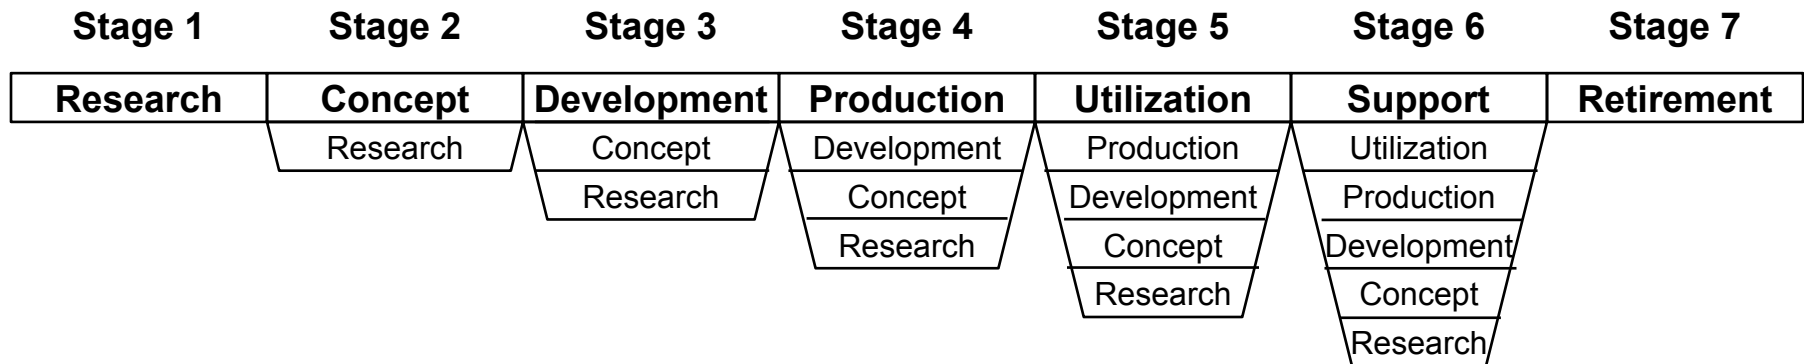 Stage 1 Stage 2 Stage 3 Stage 4 Stage 5 Stage 6 Stage 7
Research Concept Development Production Utilization Support Retirement
Research Concept Development Production Utilization
Research Concept Development Production
Research Concept Development
Research Concept
Research